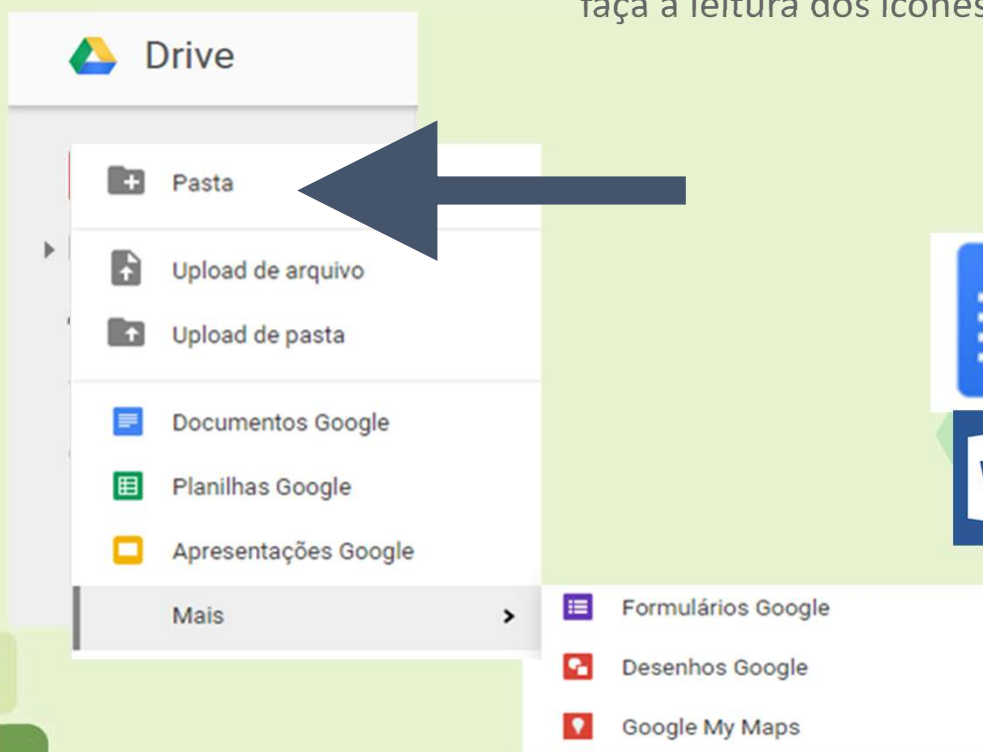 faça a leitura dos ícones
Drive
Pasta
Upload de arquivo
Upload de pasta
Documentos Google
Planilhas Google
Apresentações Google
Mais
Formulários Google
Desenhos Google
Google My Maps